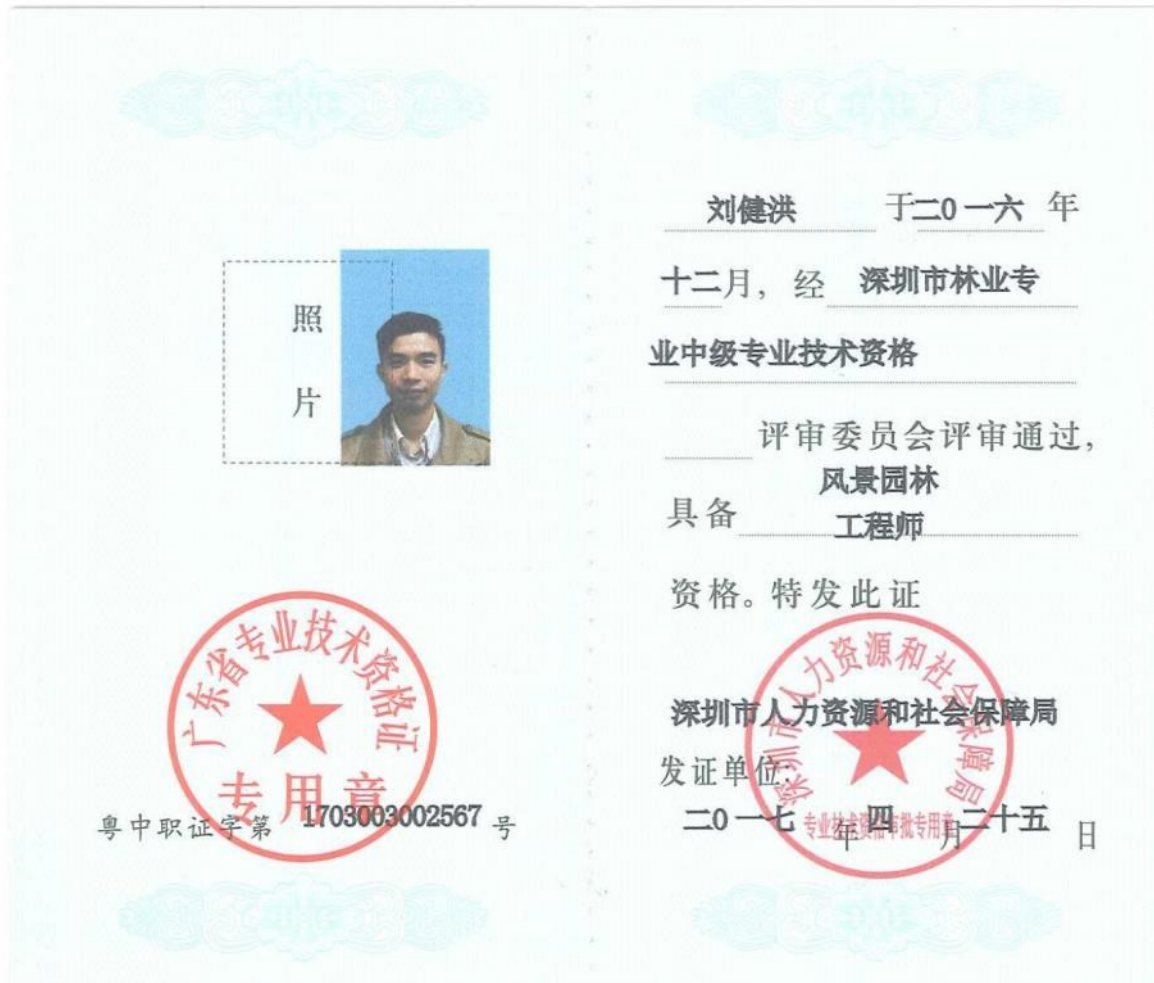 照
片
广东省专业技术资格证
专用章
粤中职证字第 1703003002567 号
刘健洪 于二0一六 年
十二月，经 深圳市林业专
业中级专业技术资格
评审委员会评审通过，
风景园林
具备 工程师
资格。特发此证
深圳市人力资源和社会保障局
深圳市人力资源和社会保障局
发证单位：
专业技术资格审批专用章
二0一七 年 四 月 二十五 日